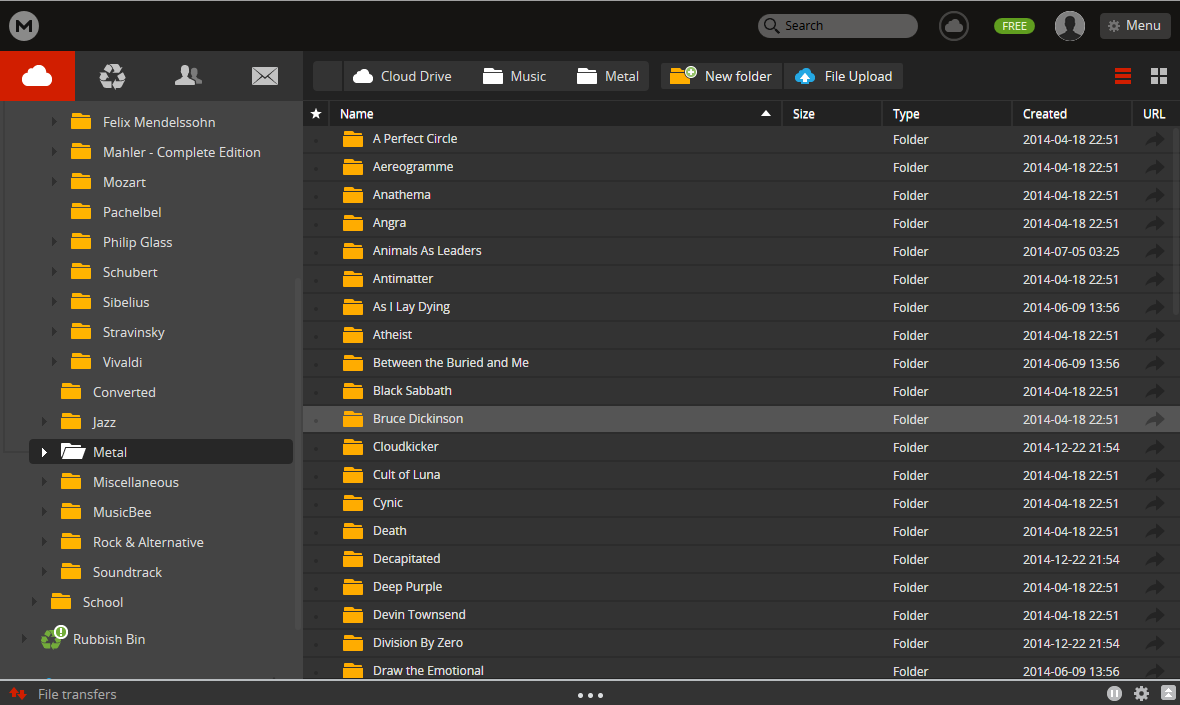 M
Search
FREE
Menu
Cloud Drive
Music
Metal
New folder
File Upload
Felix Mendelssohn
Mahler - Complete Edition
Mozart
Pachelbel
Philip Glass
Schubert
Sibelius
Stravinsky
Vivaldi
Converted
Jazz
Metal
Miscellaneous
MusicBee
Rock & Alternative
Soundtrack
School
Rubbish Bin
Name Size Type Created URL
A Perfect Circle Folder 2014-04-18 22:51
Aereogramme Folder 2014-04-18 22:51
Anathema Folder 2014-04-18 22:51
Angra Folder 2014-04-18 22:51
Animals As Leaders Folder 2014-07-05 03:25
Antimatter Folder 2014-04-18 22:51
As I Lay Dying Folder 2014-06-09 13:56
Atheist Folder 2014-04-18 22:51
Between the Buried and Me Folder 2014-06-09 13:56
Black Sabbath Folder 2014-04-18 22:51
Bruce Dickinson Folder 2014-04-18 22:51
Cloudkicker Folder 2014-12-22 21:54
Cult of Luna Folder 2014-04-18 22:51
Cynic Folder 2014-04-18 22:51
Death Folder 2014-04-18 22:51
Decapitated Folder 2014-12-22 21:54
Deep Purple Folder 2014-04-18 22:51
Devin Townsend Folder 2014-04-18 22:51
Division By Zero Folder 2014-12-22 21:54
Draw the Emotional Folder 2014-06-09 13:56
File transfers